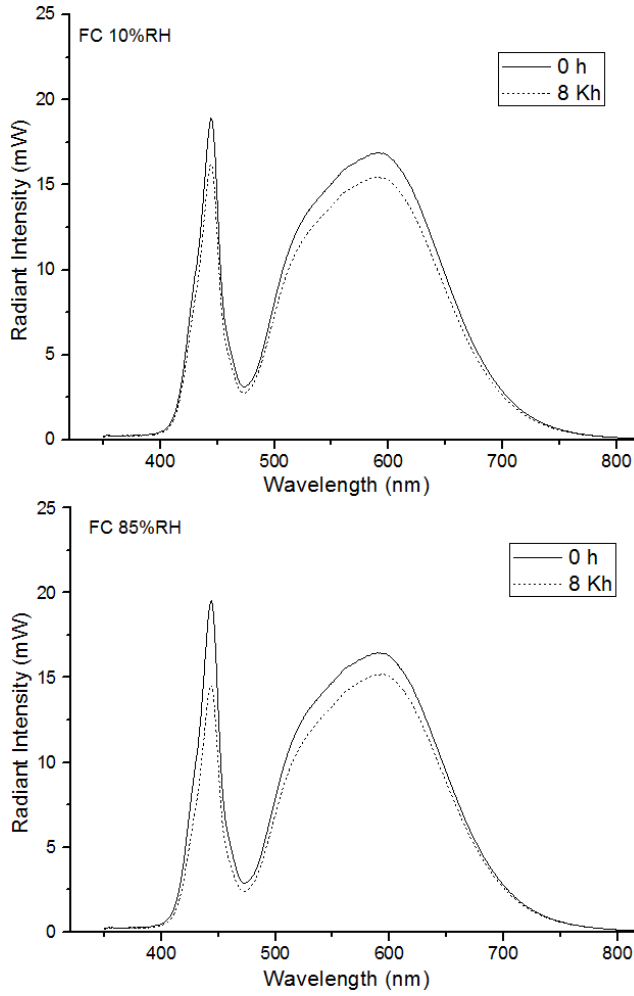 25
FC 10%RH
0 h
8 Kh
20
15
10
5
0
Radiant Intensity (mW)
400 500 600 700 800
Wavelength (nm)
25
FC 85%RH
0 h
8 Kh
20
15
10
5
0
Radiant Intensity (mW)
400 500 600 700 800
Wavelength (nm)